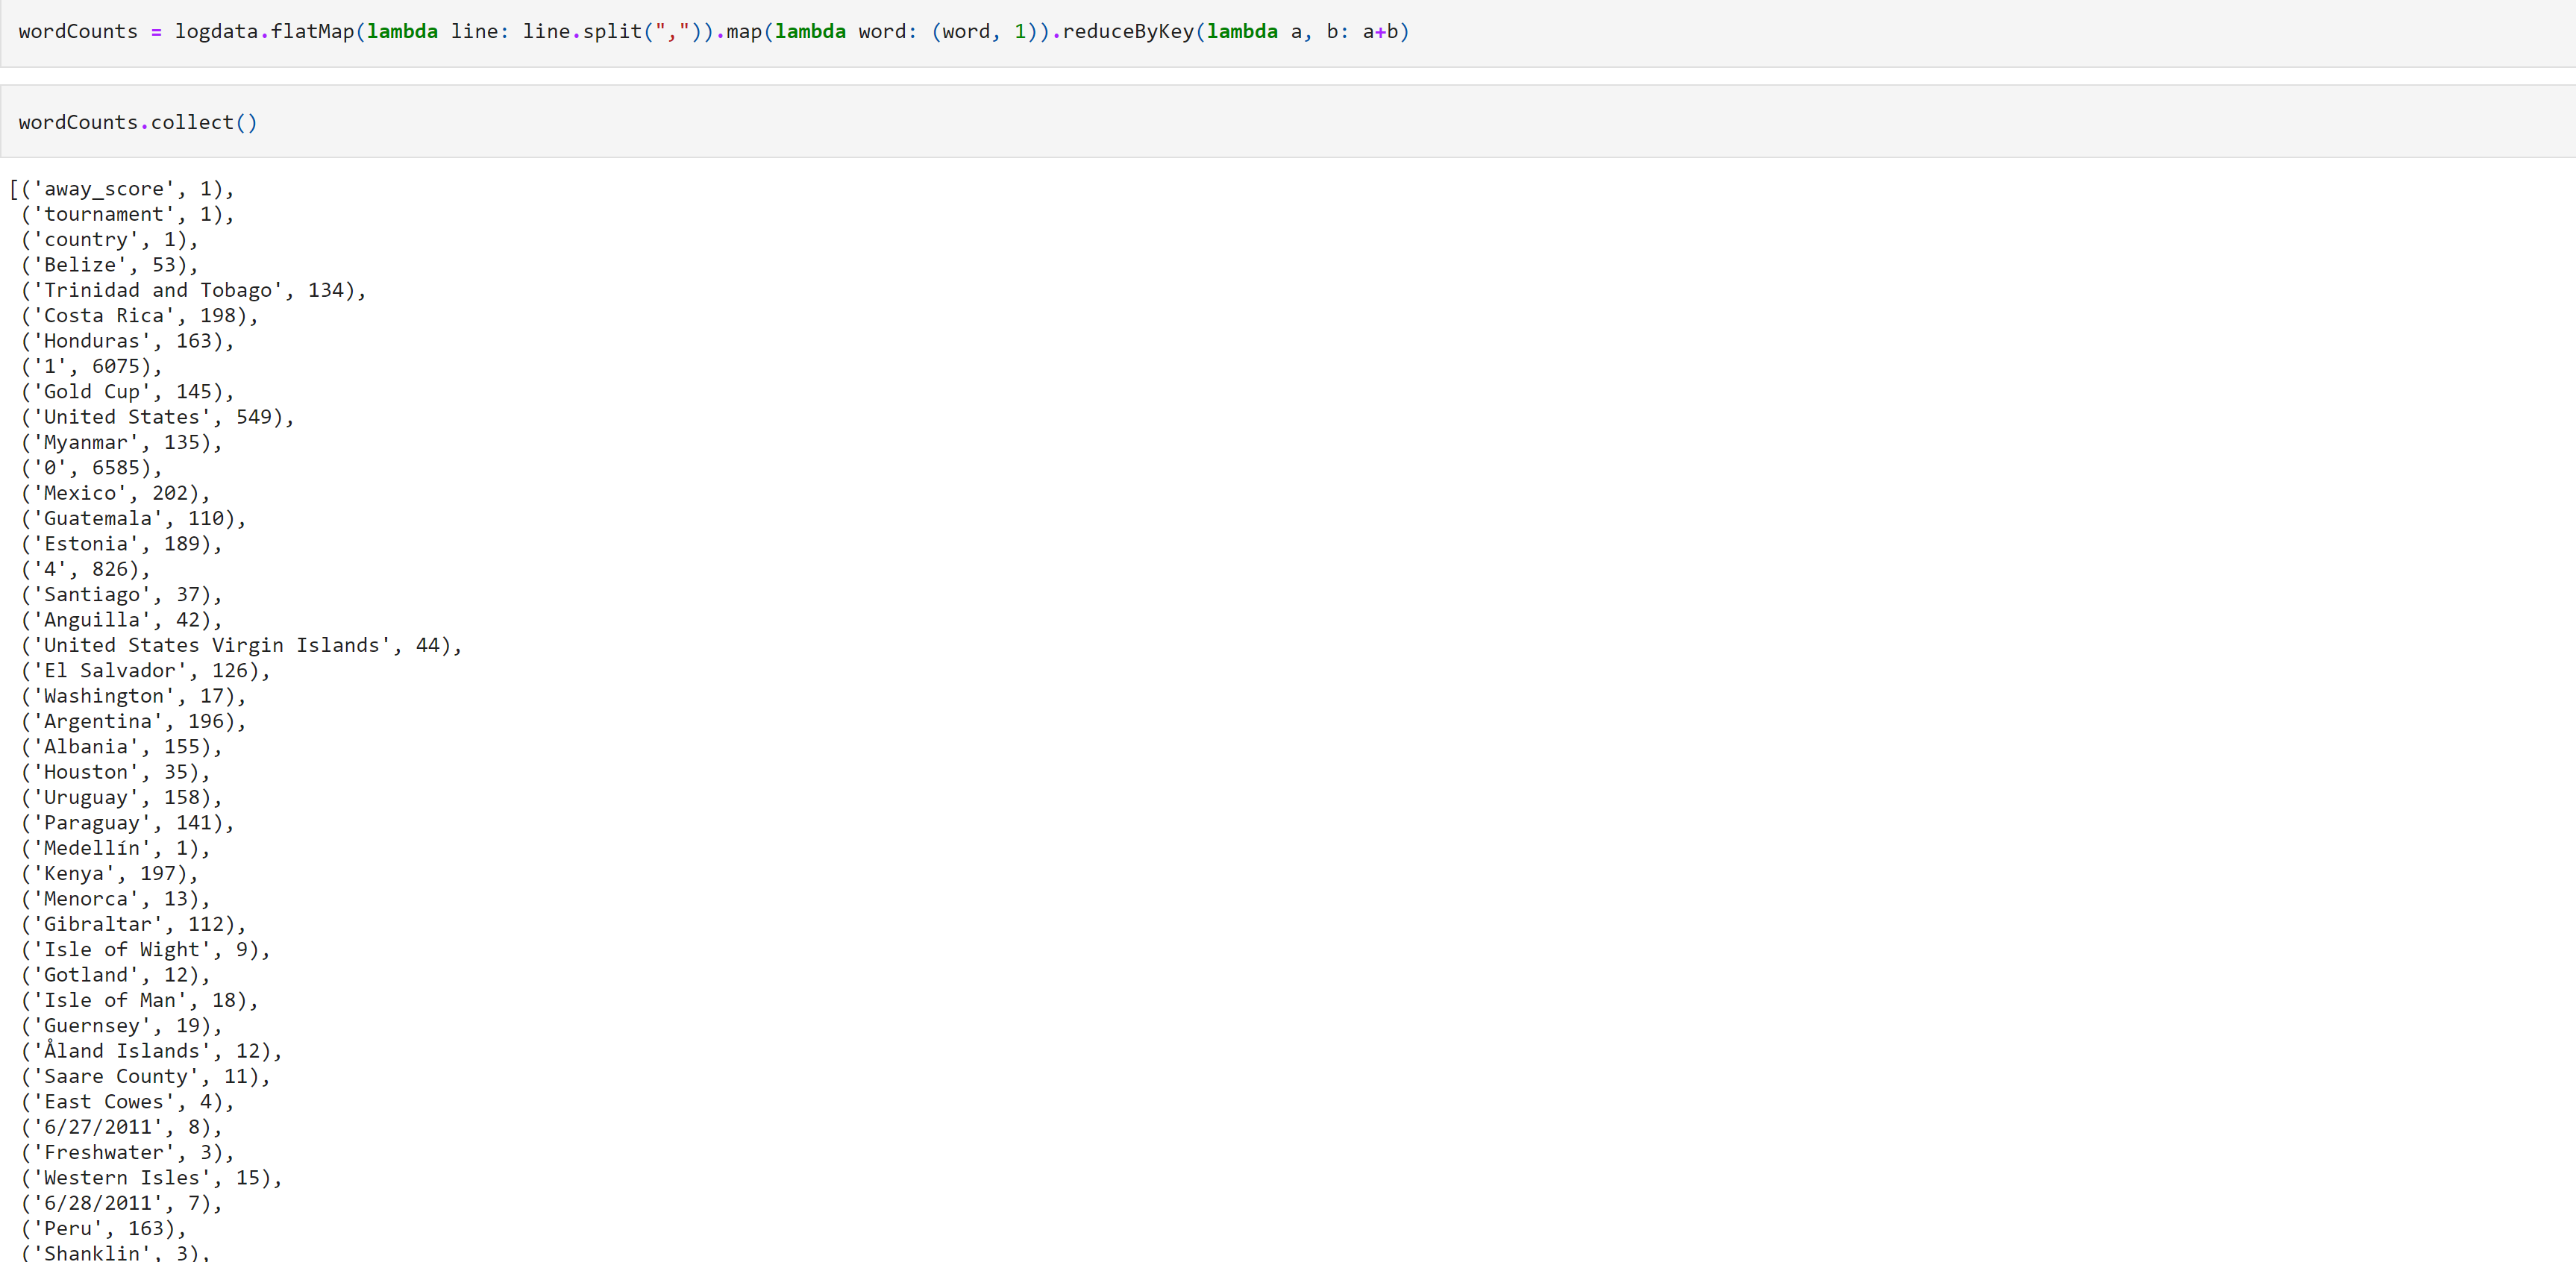 wordCounts = logdata.flatMap(lambda line: line.split(",")).map(lambda word: (word, 1)).reduceByKey(lambda a, b: a+b)
wordCounts.collect()
[('away_score', 1),
('tournament', 1),
('country', 1),
('Belize', 53),
('Trinidad and Tobago', 134),
('Costa Rica', 198),
('Honduras', 163),
('1', 6075),
('Gold Cup', 145),
('United States', 549),
('Myanmar', 135),
('0', 6585),
('Mexico', 202),
('Guatemala', 110),
('Estonia', 189),
('4', 826),
('Santiago', 37),
('Anguilla', 42),
('United States Virgin Islands', 44),
('El Salvador', 126),
('Washington', 17),
('Argentina', 196),
('Albania', 155),
('Houston', 35),
('Uruguay', 158),
('Paraguay', 141),
('Medellín', 1),
('Kenya', 197),
('Menorca', 13),
('Gibraltar', 112),
('Isle of Wight', 9),
('Gotland', 12),
('Isle of Man', 18),
('Guernsey', 19),
('Åland Islands', 12),
('Saare County', 11),
('East Cowes', 4),
('6/27/2011', 8),
('Freshwater', 3),
('Western Isles', 15),
('6/28/2011', 7),
('Peru', 163),
('Shanklin', 3),